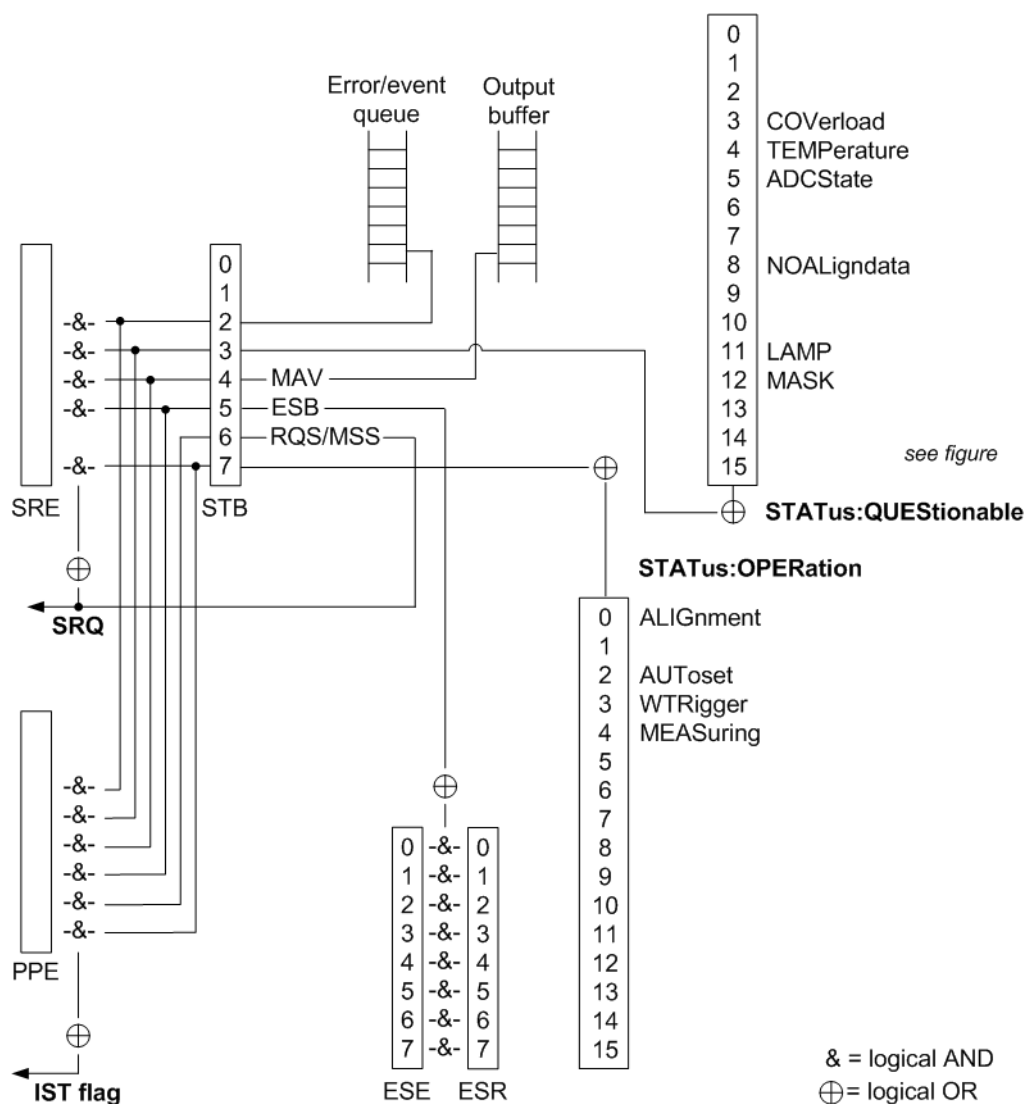 Error/event
queue
Output
buffer
0
1
2
3 COVerload
4 TEMPerature
5 ADCState
6
7
8 NOALigndata
9
10
11 LAMP
12 MASK
13
14
15
see figure
STATus:QUEStionable
-&-
-&-
-&-
-&-
-&-
SRE
0
1
2
3
4 MAV
5 ESB
6 RQS/MSS
7
STB
SRQ
STATus:OPERation
0 ALIGnment
1
2 AUToset
3 WTRigger
4 MEASuring
5
6
7
8
9
10
11
12
13
14
15
-&-
-&-
-&-
-&-
-&-
-&-
PPE
IST flag
0 -&- 0
1 -&- 1
2 -&- 2
3 -&- 3
4 -&- 4
5 -&- 5
6 -&- 6
7 -&- 7
ESE ESR
& = logical AND
⊕ = logical OR